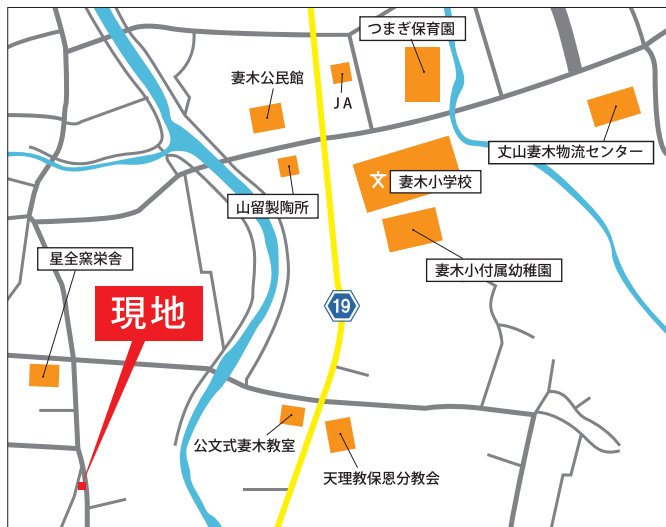 つまぎ保育園
妻木公民館
JA
丈山妻木物流センター
文
妻木小学校
山留製陶所
星全窯栄舎
妻木小付属幼稚園
現地
19
公文式妻木教室
天理教保恩分教会